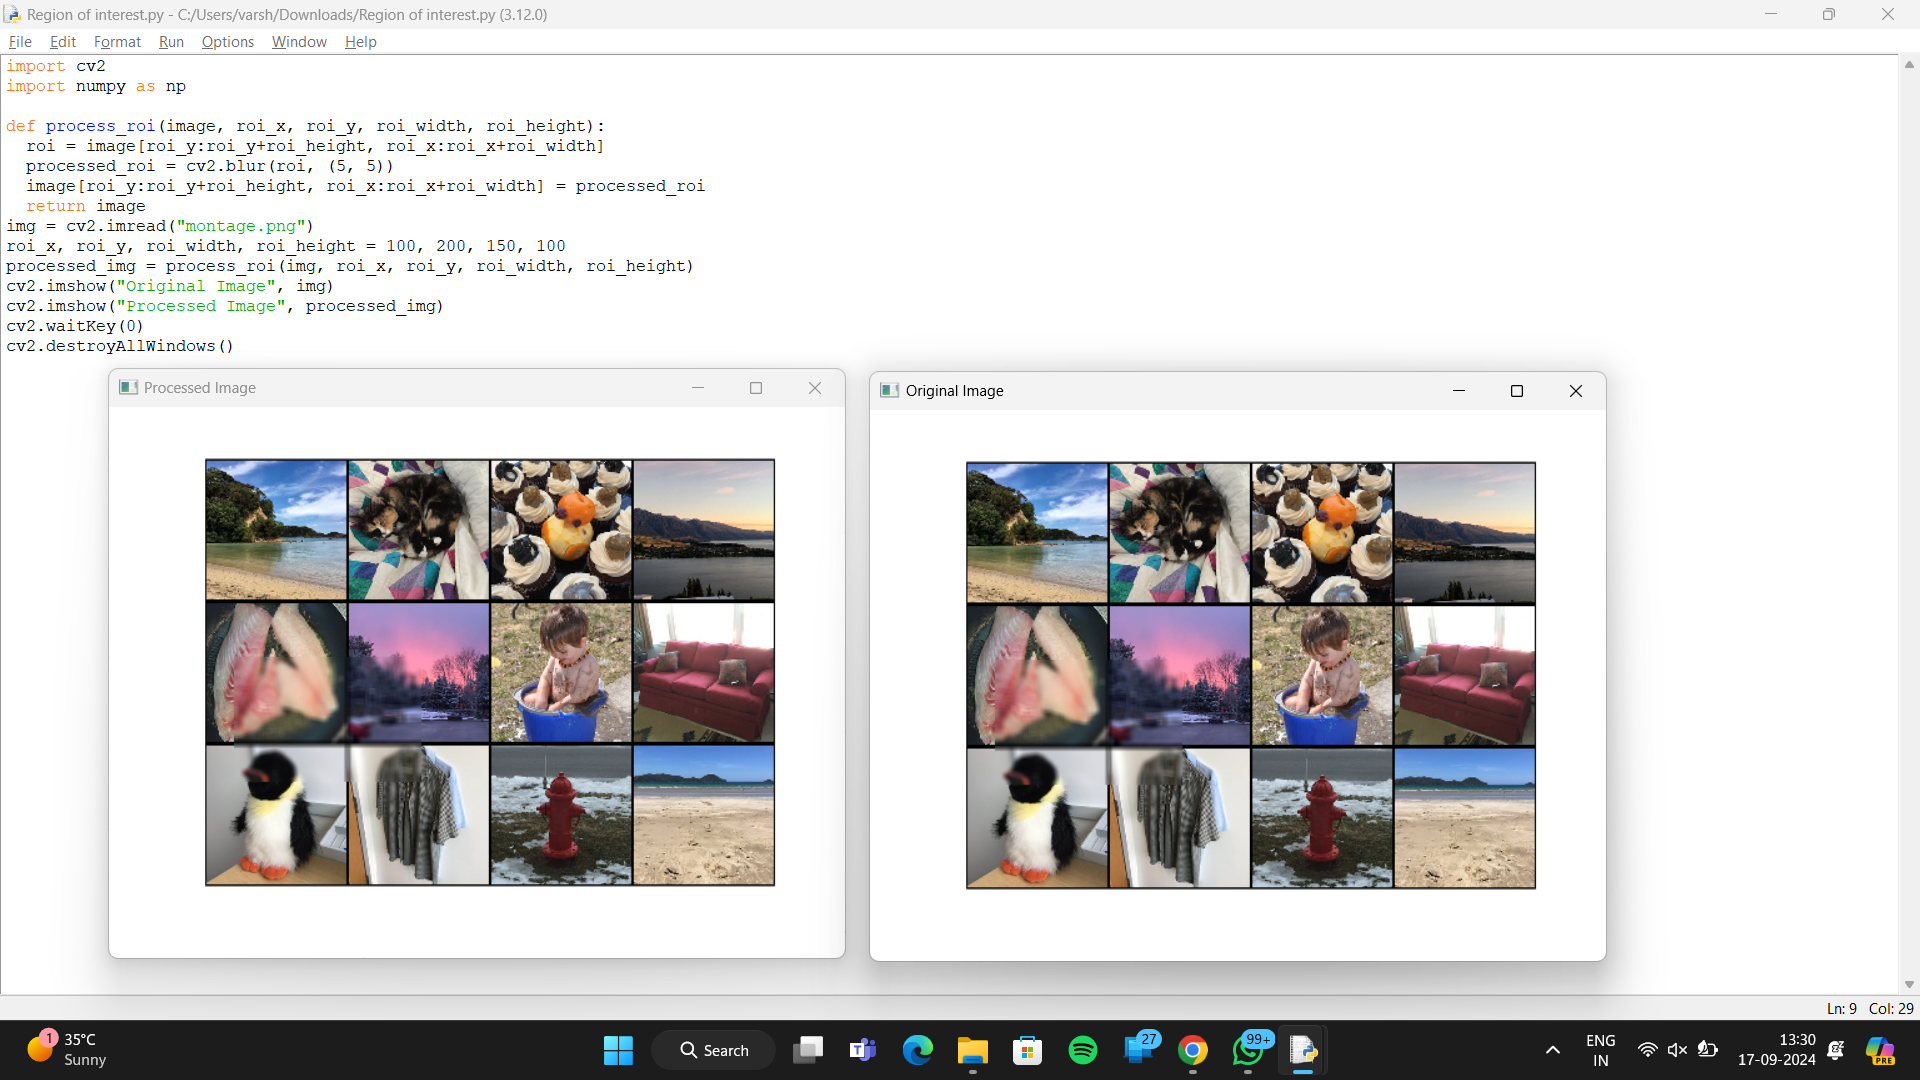 Region of interest.py - C:/Users/varsh/Downloads/Region of interest.py (3.12.0)
File Edit Format Run Options Window Help
import cv2
import numpy as np
def process_roi(image, roi_x, roi_y, roi_width, roi_height):
  roi = image[roi_y:roi_y+roi_height, roi_x:roi_x+roi_width]
  processed_roi = cv2.blur(roi, (5, 5))
  image[roi_y:roi_y+roi_height, roi_x:roi_x+roi_width] = processed_roi
  return image
img = cv2.imread("montage.png")
roi_x, roi_y, roi_width, roi_height = 100, 200, 150, 100
processed_img = process_roi(img, roi_x, roi_y, roi_width, roi_height)
cv2.imshow("Original Image", img)
cv2.imshow("Processed Image", processed_img)
cv2.waitKey(0)
cv2.destroyAllWindows()
Processed Image
Original Image
Ln: 9 Col: 29
1
35°C
Sunny
Search
T
27
99+
ENG
IN
13:30
17-09-2024
PRE